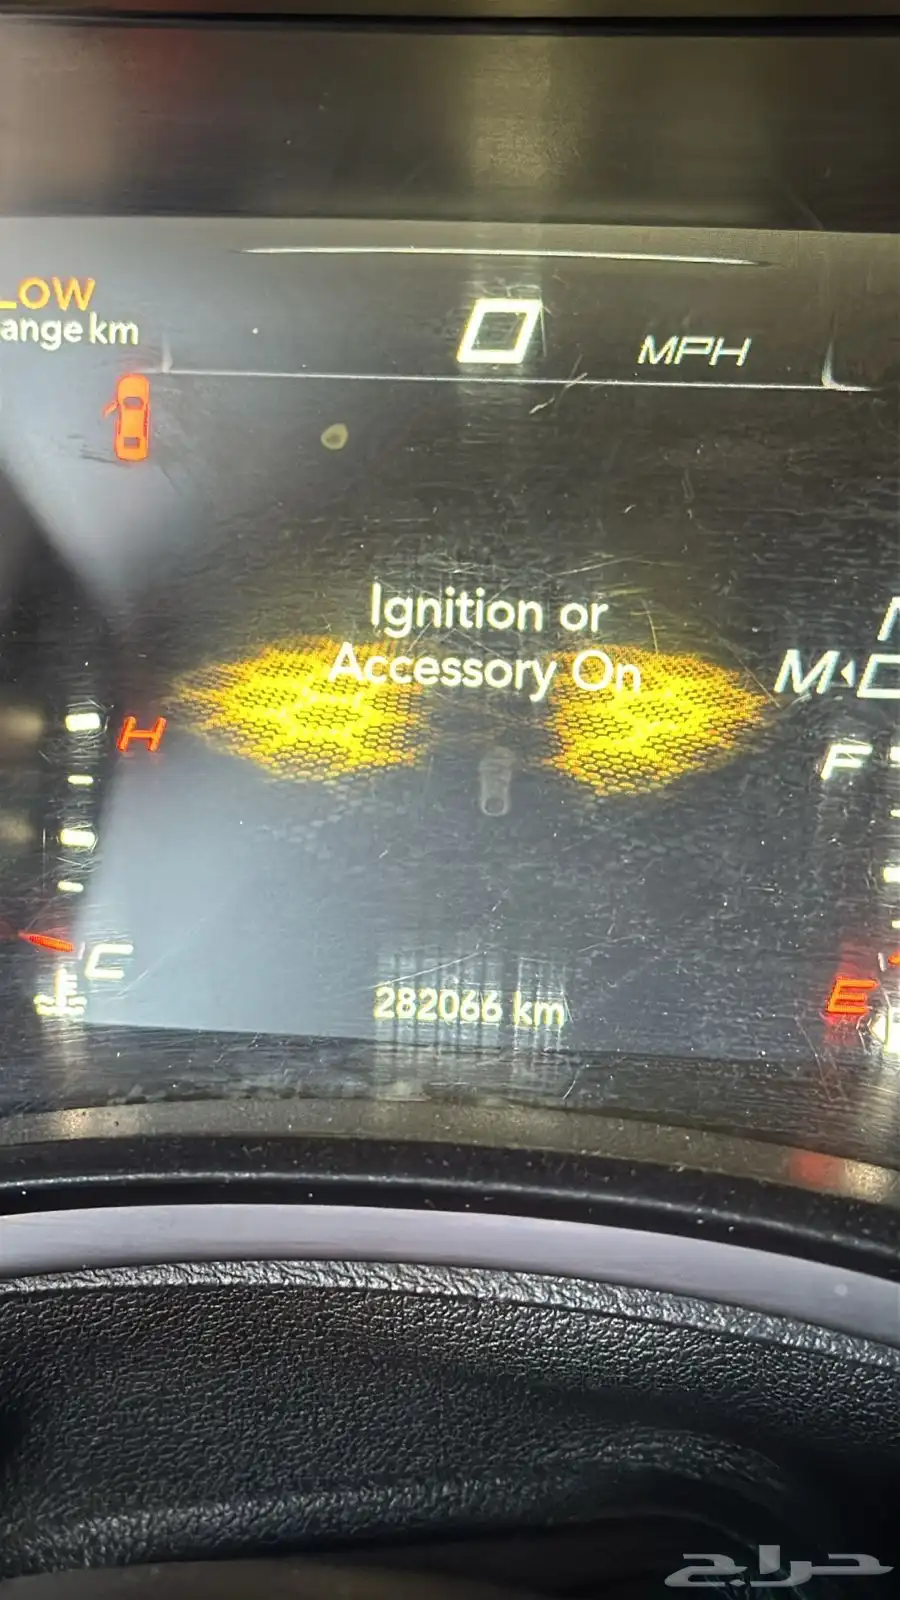 LOW
ange km
0 MPH
Ignition or
Accessory On
M
H
F
C
E
282066 km
حراج